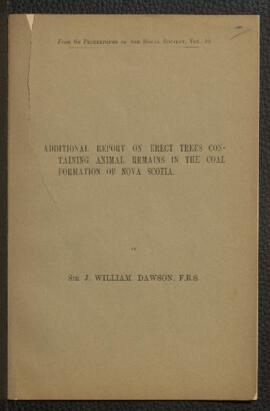 From the Proceedings of the Royal Society, Vol.
ADDITIONAL REPORT ON ERECT TREES CON-
TAINING ANIMAL REMAINS IN THE COAL
FORMATION OF NOVA SCOTIA.
BY
SIR J. WILLIAM DAWSON, F.R.S.